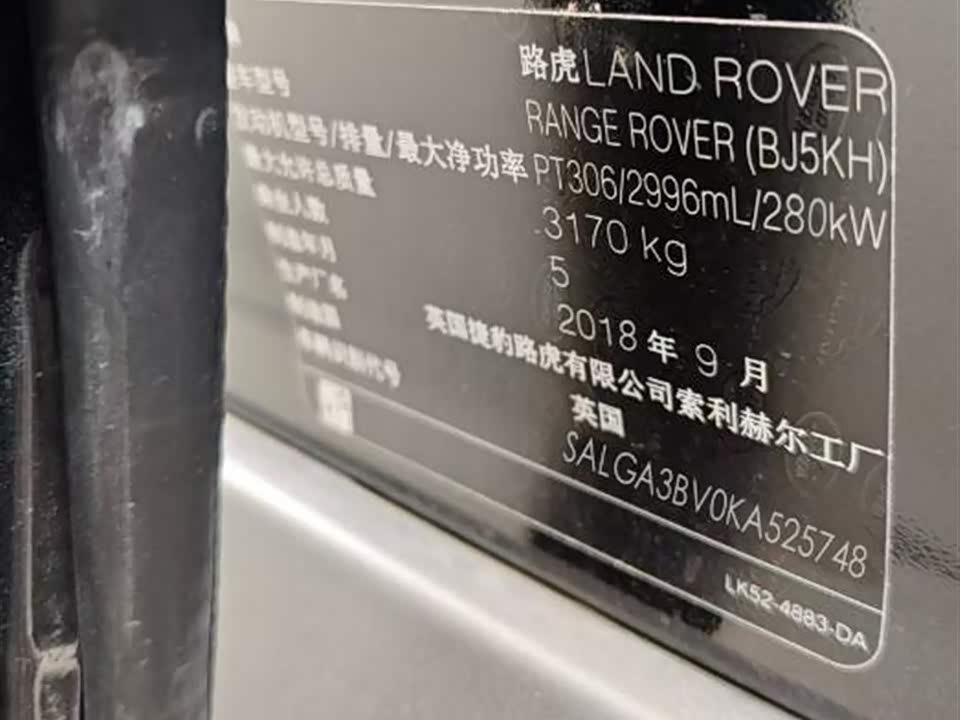 路虎 LAND ROVER
车型号 RANGE ROVER (BJ5KH)
发动机型号/排量/最大净功率 PT306/2996mL/280kW
最大允许总质量 3170 kg
乘坐人数 5
制造年月 2018 年 9 月
生产厂名 英国捷豹路虎有限公司索利赫尔工厂
制造国 英国
车辆识别代号 SALGA3BV0KA525748
LK52-4883-DA